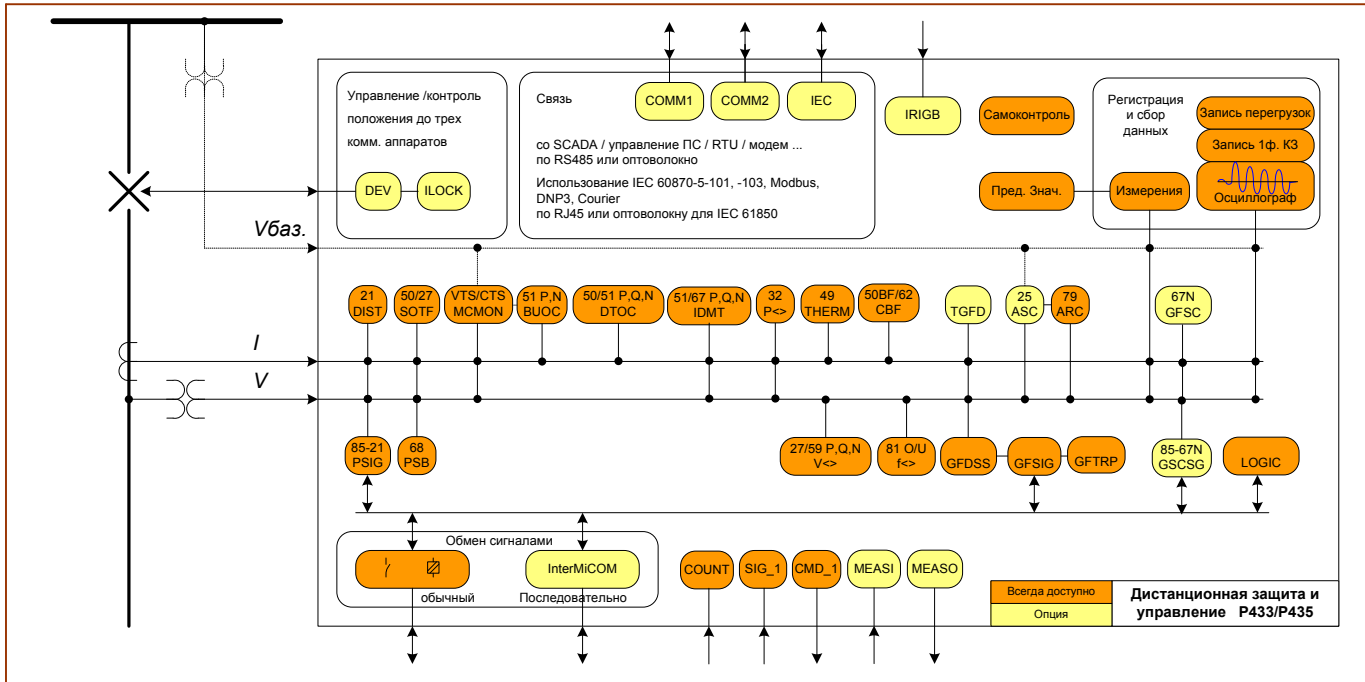 Управление /контроль
положения до трех
комм. аппаратов
DEV
ILOCK
Связь
COMM1
COMM2
IEC
со SCADA / управление ПС / RTU / модем ...
по RS485 или оптоволокно
Использование IEC 60870-5-101, -103, Modbus,
DNP3, Courier
по RJ45 или оптоволокну для IEC 61850
IRIGB
Самоконтроль
Пред. Знач.
Регистрация
и сбор
данных
Запись перегрузок
Запись 1ф. КЗ
Осциллограф
Измерения
Vбаз.
21
DIST
50/27
SOTF
VTS/CTS
MCMON
51 P,N
BUOC
50/51 P,Q,N
DTOC
51/67 P,Q,N
IDMT
32
P<>
49
THERM
50BF/62
CBF
TGFD
25
ASC
79
ARC
67N
GFSC
I
V
85-21
PSIG
68
PSB
27/59 P,Q,N
V<>
81 O/U
f<>
GFDSS
GFSIG
GFTRP
85-67N
GSCSG
LOGIC
Обмен сигналами
InterMiCOM
обычный
Последовательно
COUNT
SIG_1
CMD_1
MEASI
MEASO
Всегда доступно
Опция
Дистанционная защита и
управление P433/P435